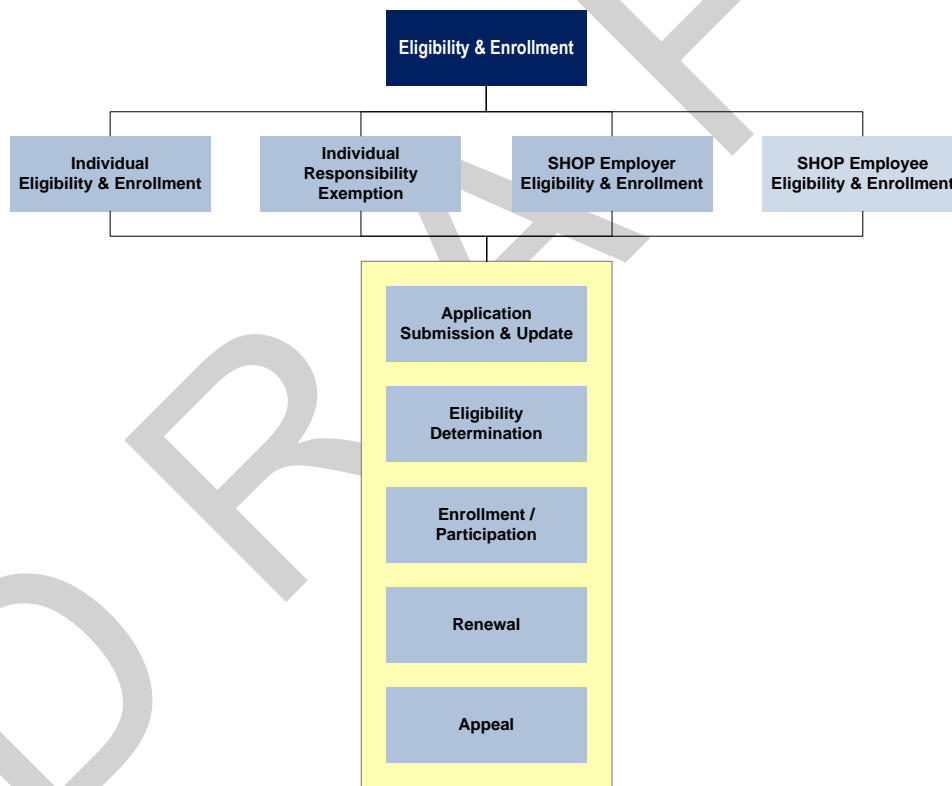 Eligibility & Enrollment
Individual
Eligibility & Enrollment
Individual
Responsibility
Exemption
SHOP Employer
Eligibility & Enrollment
SHOP Employee
Eligibility & Enrollment
Application
Submission & Update
Eligibility
Determination
Enrollment /
Participation
Renewal
Appeal
DRAF